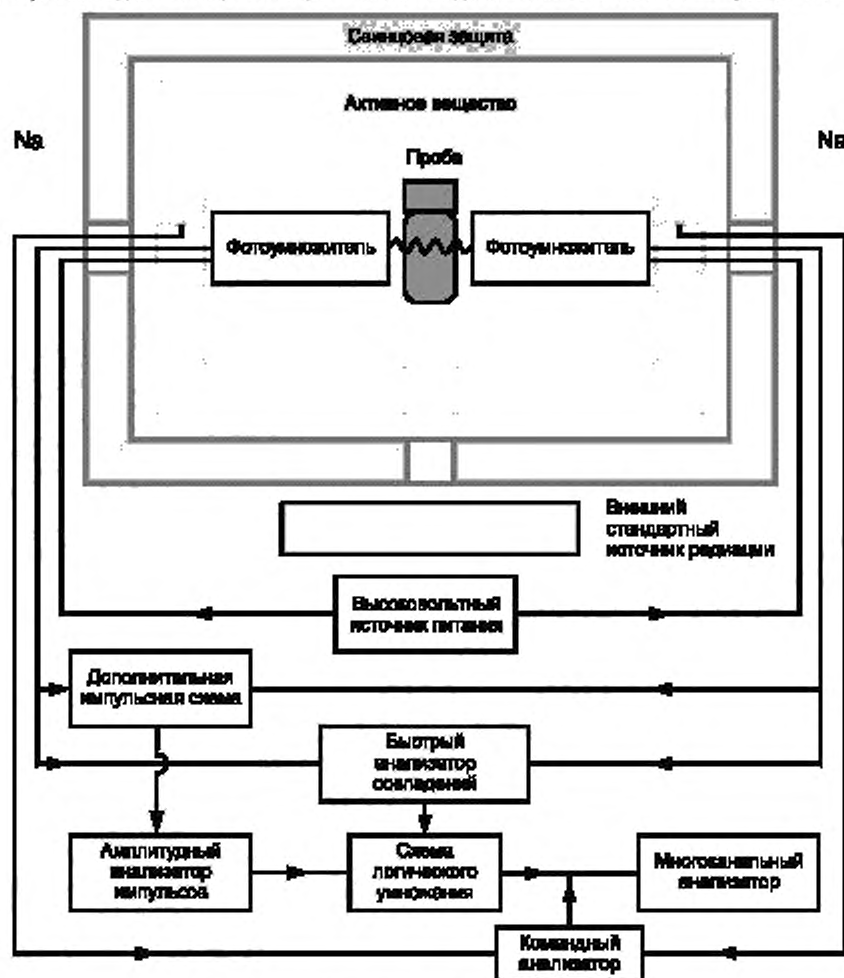 Свинцовая защита
Активное вещество
Na
Na
Проба
Фотоумножитель
Фотоумножитель
Внешний
стандартный
источник радиации
Высоковольтный
источник питания
Дополнительная
импульсная схема
Быстрый
анализатор
совпадений
Амплитудный
анализатор
импульсов
Схема
логического
умножения
Многоканальный
анализатор
Командный
анализатор